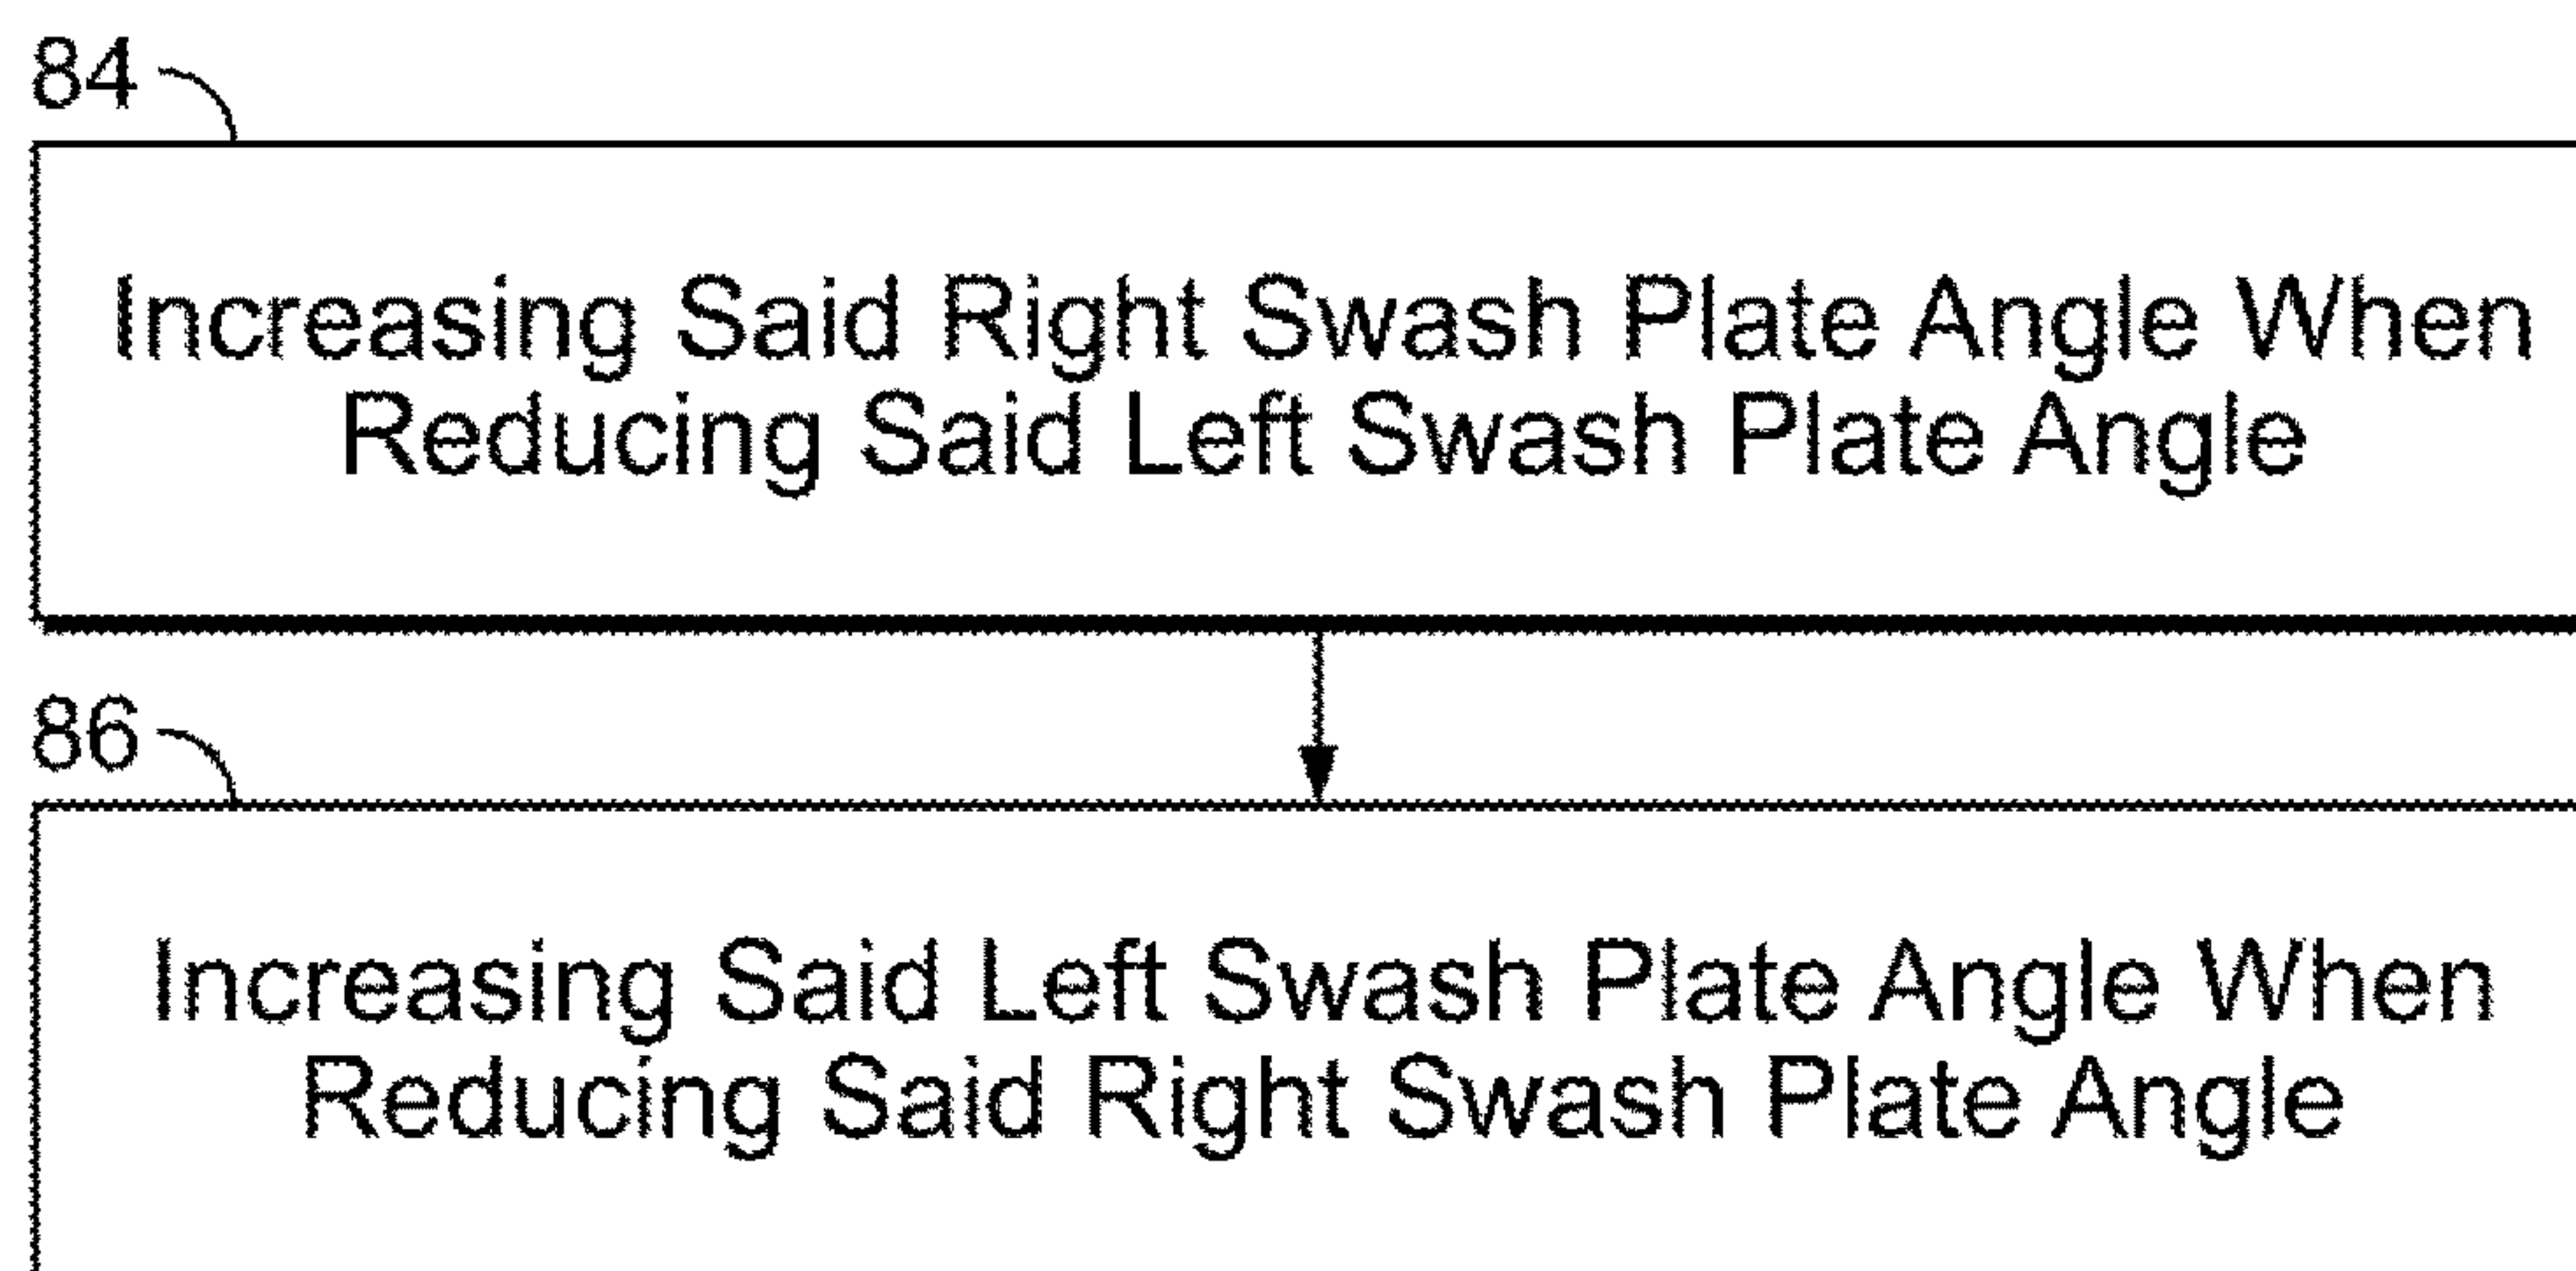 84
Increasing Said Right Swash Plate Angle When
Reducing Said Left Swash Plate Angle
86
Increasing Said Left Swash Plate Angle When
Reducing Said Right Swash Plate Angle